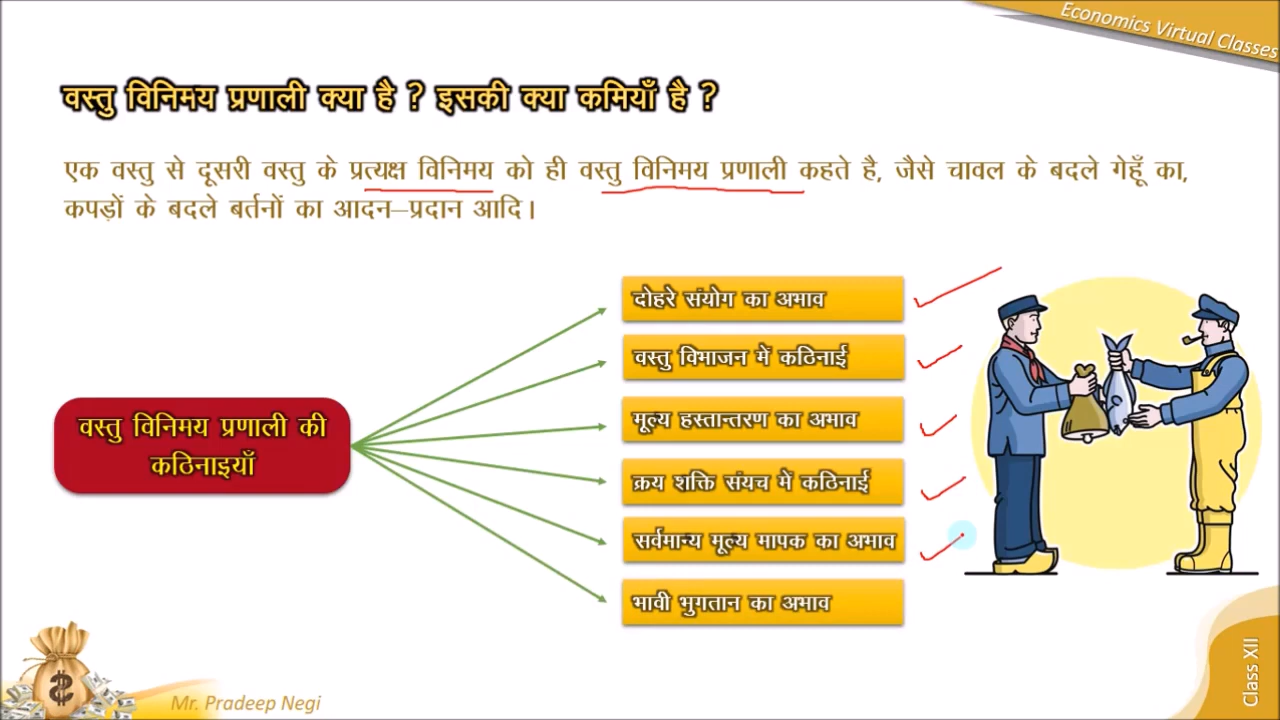 Economics Virtual Classes
वस्तु विनिमय प्रणाली क्या है ? इसकी क्या कमियाँ है ?
एक वस्तु से दूसरी वस्तु के प्रत्यक्ष विनिमय को ही वस्तु विनिमय प्रणाली कहते है, जैसे चावल के बदले गेहूँ का,
कपड़ों के बदले बर्तनों का आदन–प्रदान आदि।
वस्तु विनिमय प्रणाली की
कठिनाइयाँ
दोहरे संयोग का अभाव
वस्तु विभाजन में कठिनाई
मूल्य हस्तान्तरण का अभाव
क्रय शक्ति संयच में कठिनाई
सर्वमान्य मूल्य मापक का अभाव
भावी भुगतान का अभाव
Mr. Pradeep Negi
Class XII